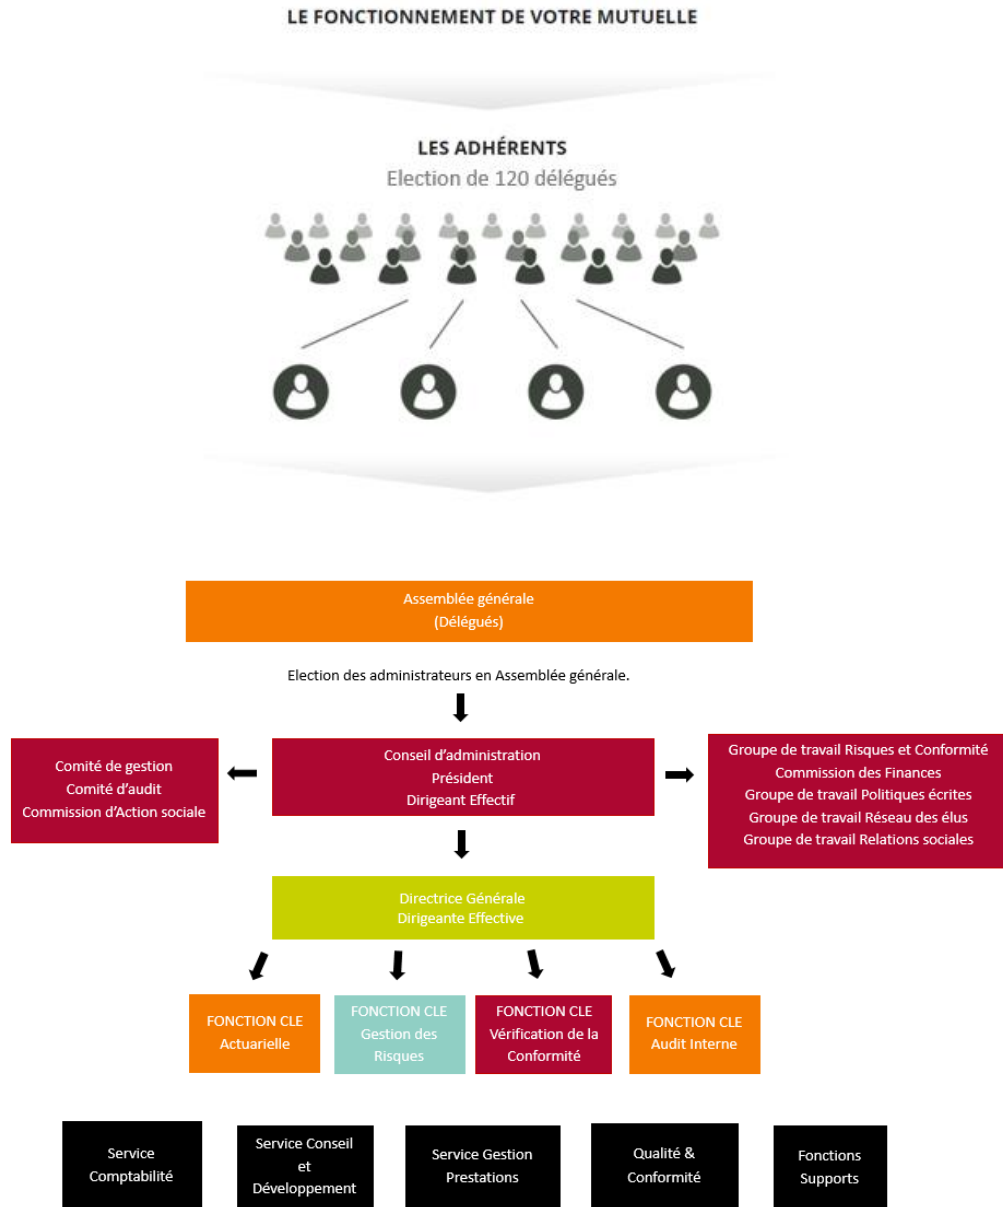 LE FONCTIONNEMENT DE VOTRE MUTUELLE
LES ADHÉRENTS
Election de 120 délégués
Assemblée générale
(Délégués)
Election des administrateurs en Assemblée générale.
Comité de gestion
Comité d'audit
Commission d'Action sociale
Conseil d'administration
Président
Dirigeant Effectif
Groupe de travail Risques et Conformité
Commission des Finances
Groupe de travail Politiques écrites
Groupe de travail Réseau des élus
Groupe de travail Relations sociales
Directrice Générale
Dirigeante Effective
FONCTION CLE
Actuarielle
FONCTION CLE
Gestion des
Risques
FONCTION CLE
Vérification de la
Conformité
FONCTION CLE
Audit Interne
Service
Comptabilité
Service Conseil
et
Développement
Service Gestion
Prestations
Qualité &
Conformité
Fonctions
Supports